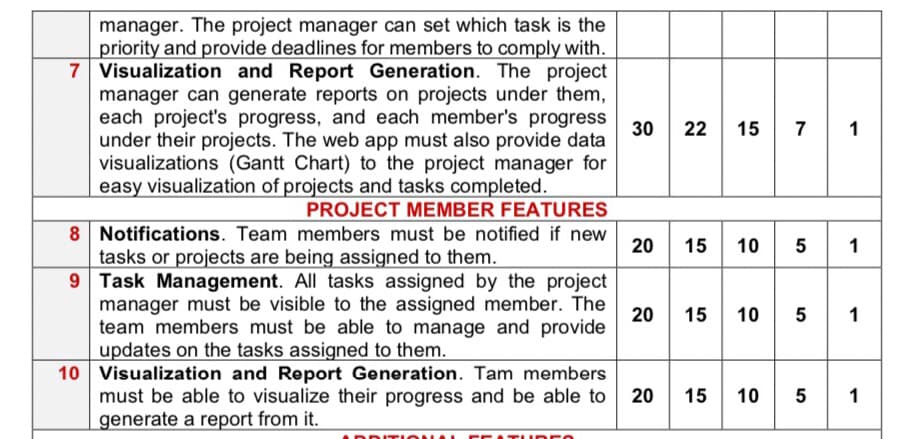 manager. The project manager can set which task is the
priority and provide deadlines for members to comply with.
7 Visualization and Report Generation. The project
manager can generate reports on projects under them,
each project's progress, and each member's progress
under their projects. The web app must also provide data
visualizations (Gantt Chart) to the project manager for
easy visualization of projects and tasks completed.
30 22 15 7 1
PROJECT MEMBER FEATURES
8 Notifications. Team members must be notified if new
tasks or projects are being assigned to them.
20 15 10 5 1
9 Task Management. All tasks assigned by the project
manager must be visible to the assigned member. The
team members must be able to manage and provide
updates on the tasks assigned to them.
20 15 10 5 1
10 Visualization and Report Generation. Tam members
must be able to visualize their progress and be able to
generate a report from it.
20 15 10 5 1
ADDITIONAL FEATURES